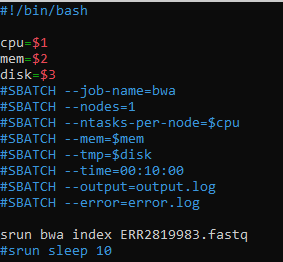 #!/bin/bash
cpu=$1
mem=$2
disk=$3
#SBATCH --job-name=bwa
#SBATCH --nodes=1
#SBATCH --ntasks-per-node=$cpu
#SBATCH --mem=$mem
#SBATCH --tmp=$disk
#SBATCH --time=00:10:00
#SBATCH --output=output.log
#SBATCH --error=error.log
srun bwa index ERR2819983.fastq
#srun sleep 10